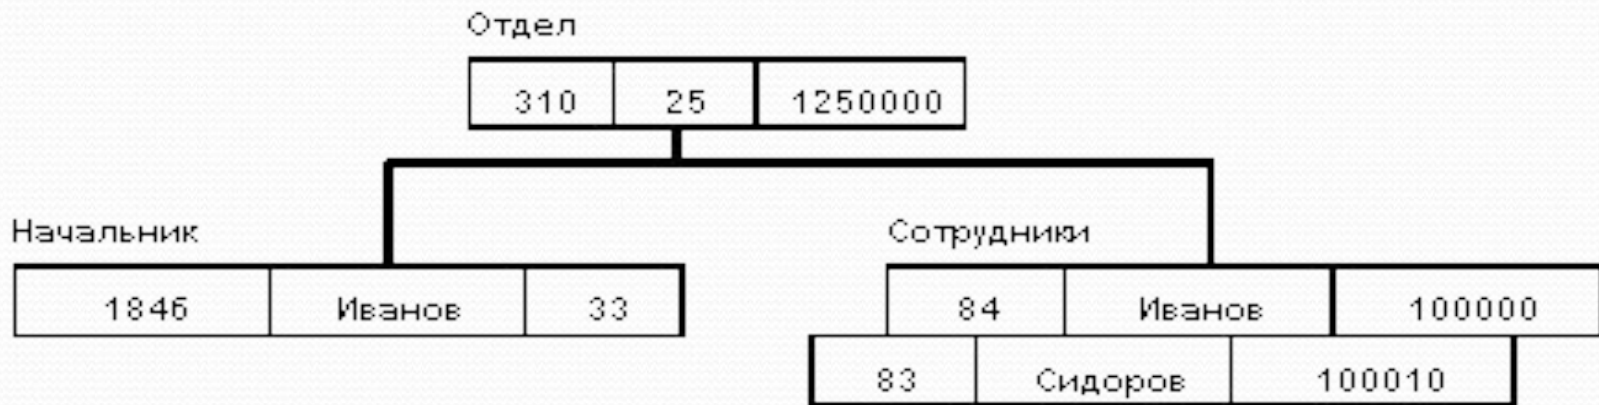 Отдел
310 25 1250000
Начальник Сотрудники
1846 Иванов 33 84 Иванов 100000
83 Сидоров 100010